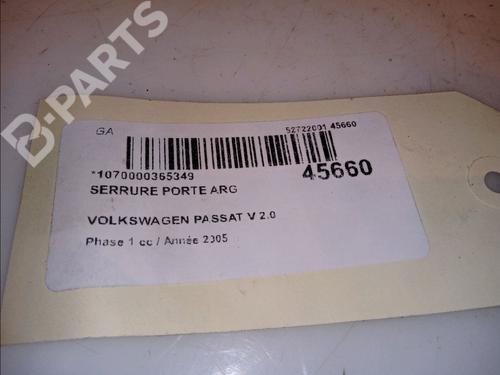 B-PARTS
GA 52722001 45660
*1070000365349 45660
SERRURE PORTE ARG
VOLKSWAGEN PASSAT V 2.0
Phase 1 cc / Année 2005